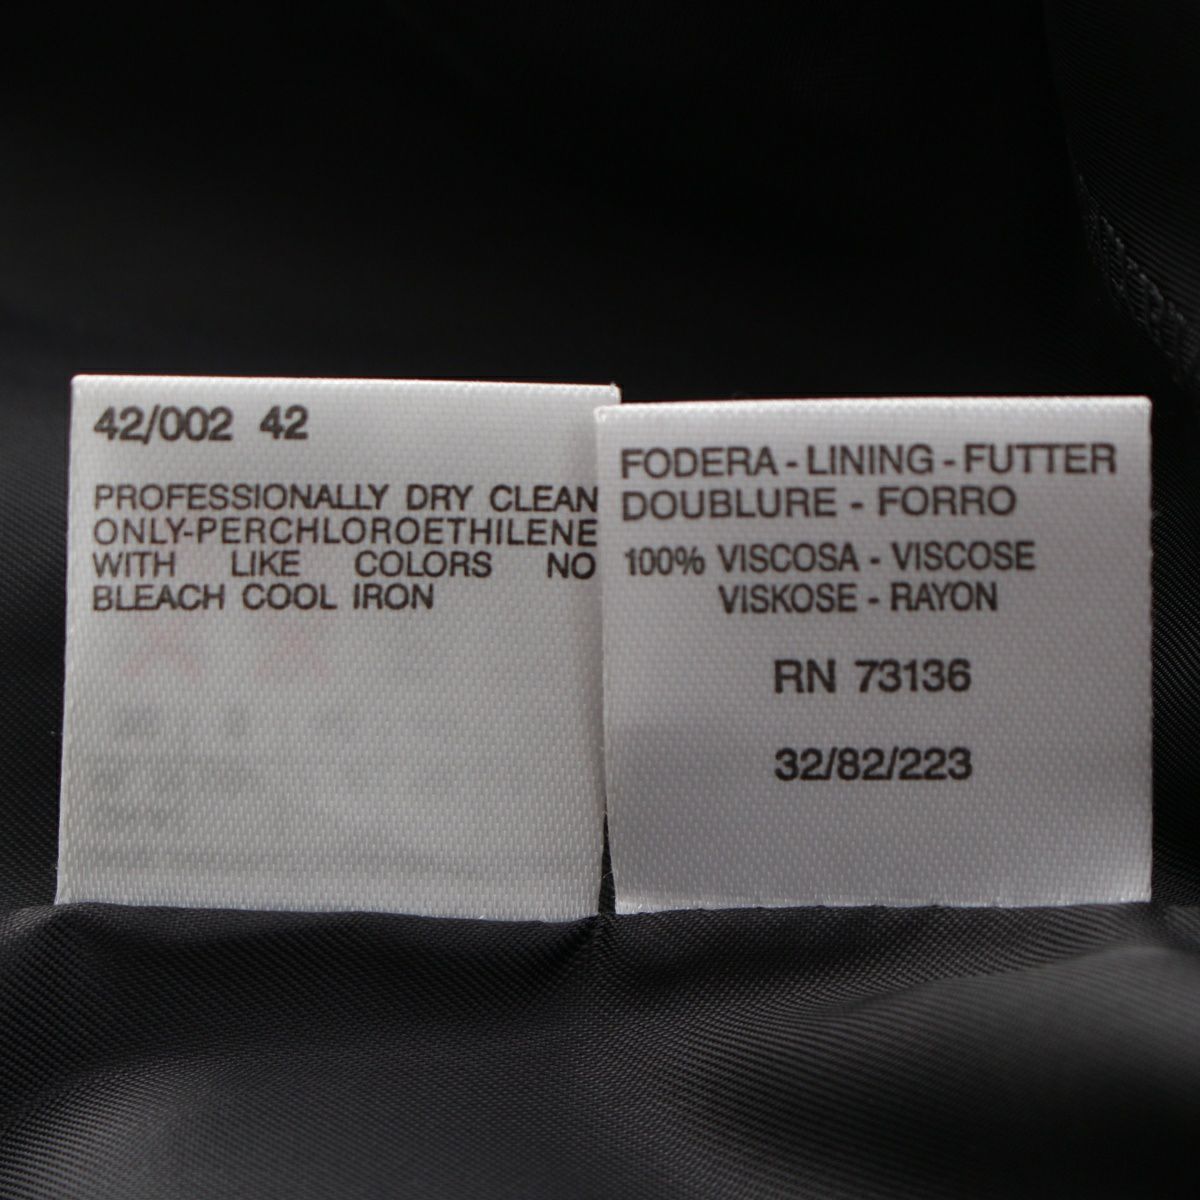 42/002 42
PROFESSIONALLY DRY CLEAN
ONLY-PERCHLOROETHILENE
WITH LIKE COLORS NO
BLEACH COOL IRON
FODERA - LINING - FUTTER
DOUBLURE - FORRO
100% VISCOSA - VISCOSE
VISKOSE - RAYON
RN 73136
32/82/223